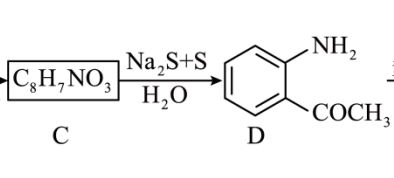 Na₂S+S
NH₂
C₈H₇NO₃
H₂O
COCH₃
C
D